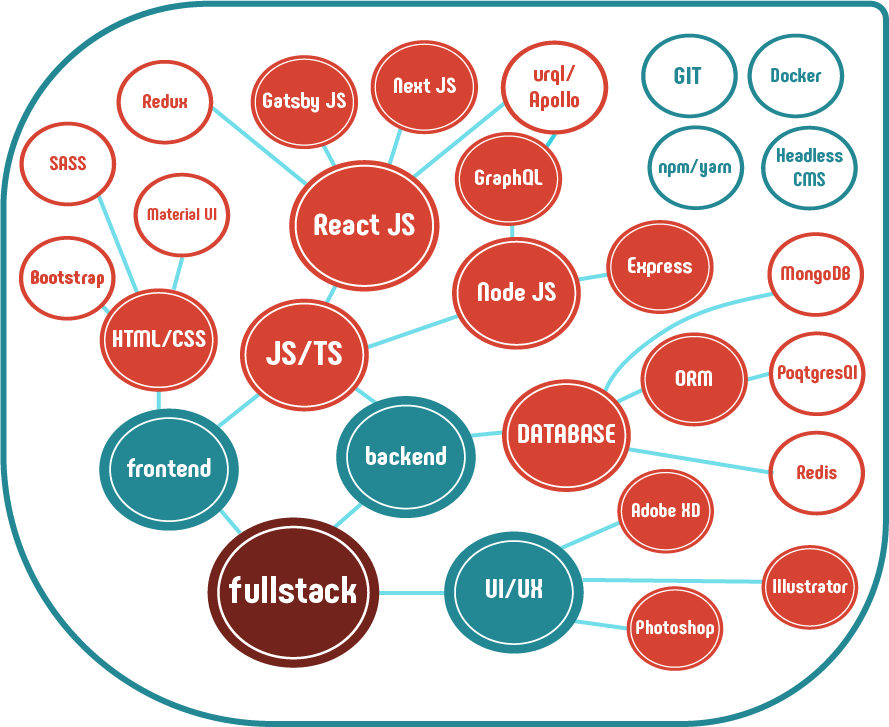 Redux
Gatsby JS
Next JS
urql/
Apollo
GIT
Docker
SASS
Material UI
React JS
GraphQL
npm/yarn
Headless
CMS
Bootstrap
HTML/CSS
JS/TS
Node JS
Express
MongoDB
ORM
PoqtgresQl
frontend
backend
DATABASE
Redis
Adobe XD
fullstack
UI/UX
Illustrator
Photoshop